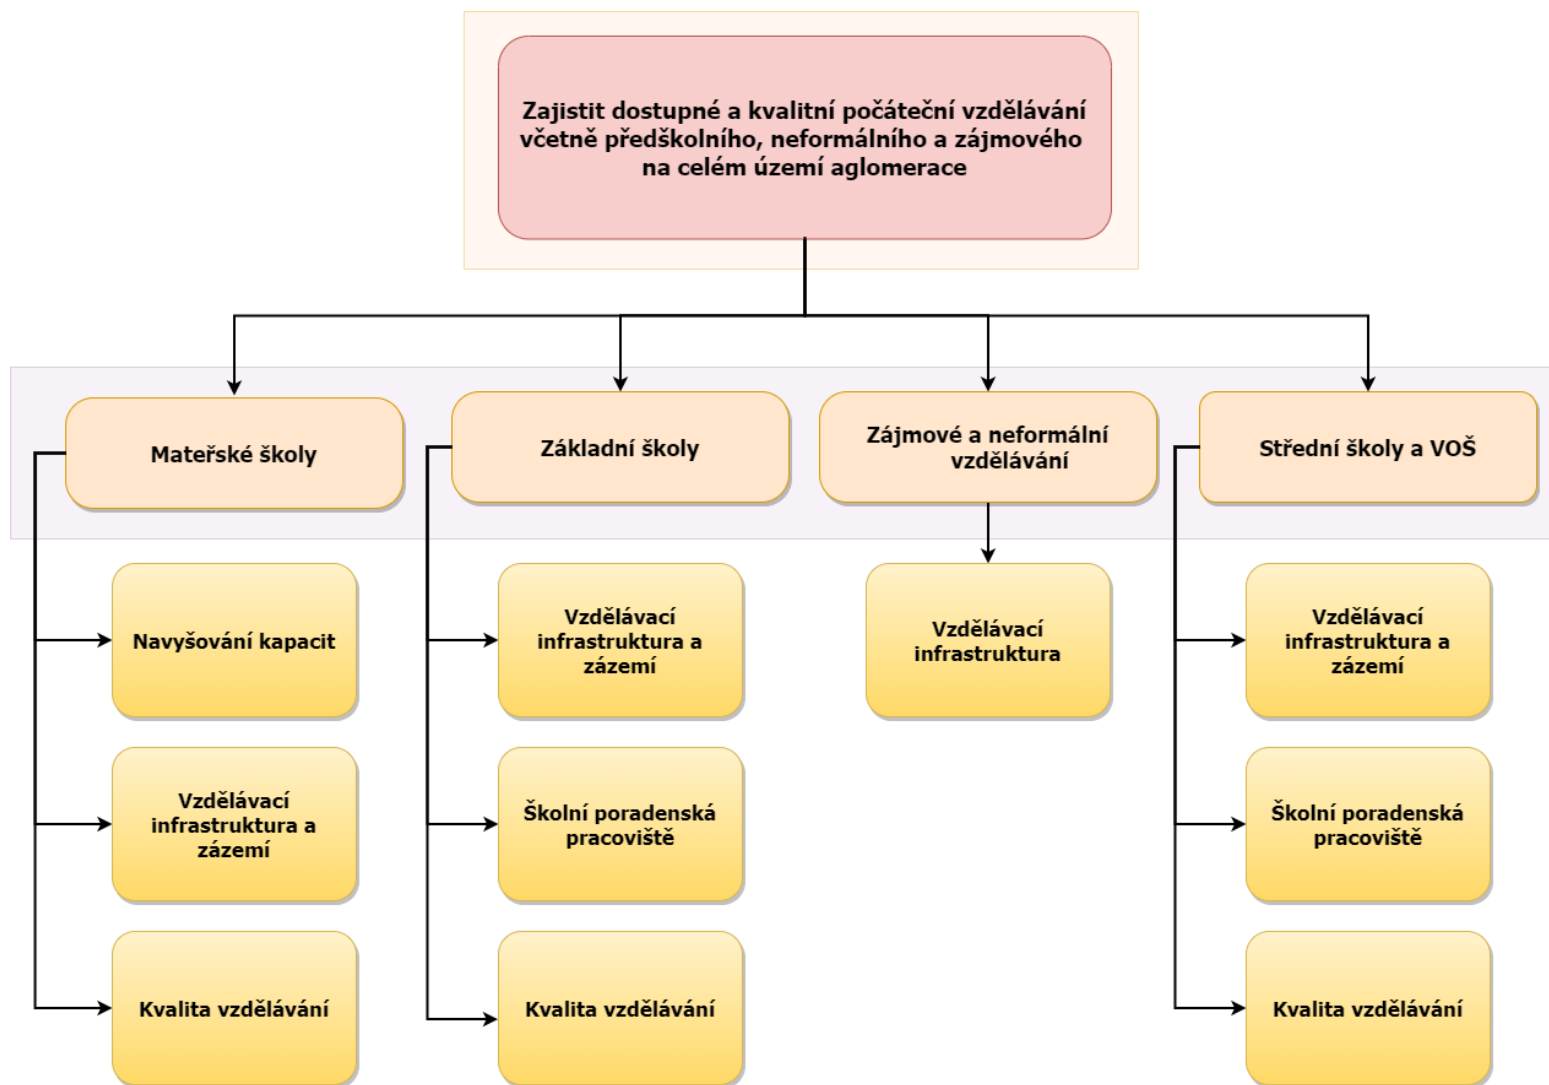 Zajistit dostupné a kvalitní počáteční vzdělávání
včetně předškolního, neformálního a zájmového
na celém území aglomerace
Mateřské školy
Základní školy
Zájmové a neformální
vzdělávání
Střední školy a VOŠ
Navyšování kapacit
Vzdělávací
infrastruktura a
zázemí
Vzdělávací
infrastruktura
Vzdělávací
infrastruktura a
zázemí
Vzdělávací
infrastruktura a
zázemí
Školní poradenská
pracoviště
Školní poradenská
pracoviště
Kvalita vzdělávání
Kvalita vzdělávání
Kvalita vzdělávání